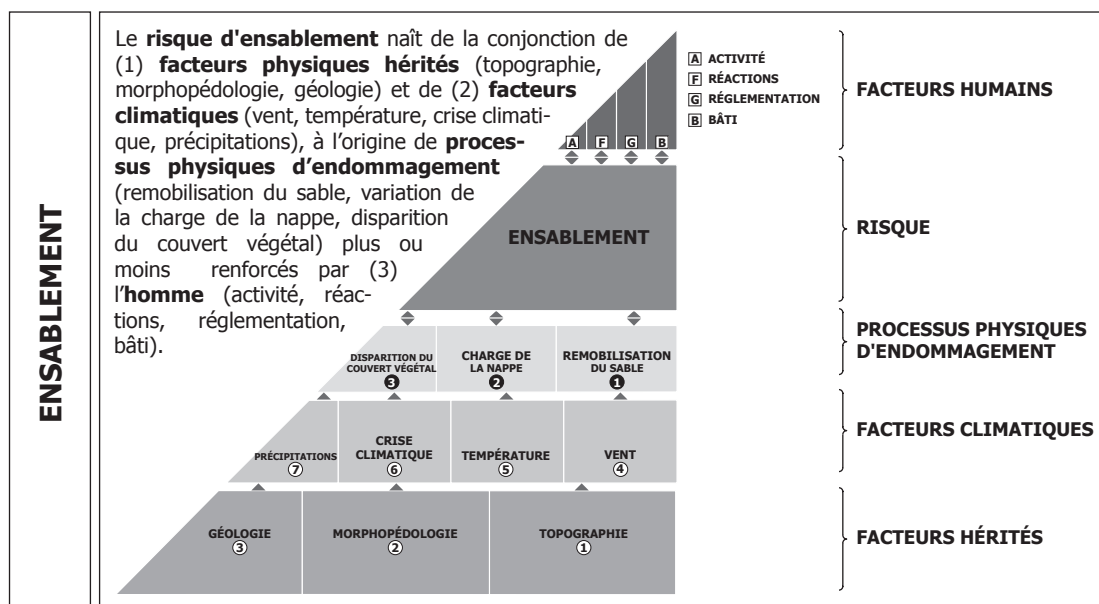 ENSABLEMENT
Le risque d'ensablement naît de la conjonction de
(1) facteurs physiques hérités (topographie,
morphopédologie, géologie) et de (2) facteurs
climatiques (vent, température, crise climati-
que, précipitations), à l’origine de proces-
sus physiques d’endommagement
(remobilisation du sable, variation de
la charge de la nappe, disparition
du couvert végétal) plus ou
moins renforcés par (3)
l’homme (activité, réac-
tions, réglementation,
bâti).
A ACTIVITÉ
F RÉACTIONS
G RÉGLEMENTATION
B BÂTI
A F G B
FACTEURS HUMAINS
ENSABLEMENT
RISQUE
DISPARITION DU
COUVERT VÉGÉTAL
3
CHARGE DE
LA NAPPE
2
REMOBILISATION
DU SABLE
1
PROCESSUS PHYSIQUES
D'ENDOMMAGEMENT
PRÉCIPITATIONS
7
CRISE
CLIMATIQUE
6
TEMPÉRATURE
5
VENT
4
FACTEURS CLIMATIQUES
GÉOLOGIE
3
MORPHOPÉDOLOGIE
2
TOPOGRAPHIE
1
FACTEURS HÉRITÉS